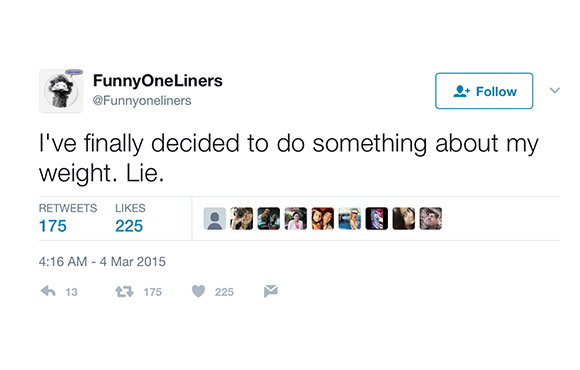 FunnyOneLiners
@Funnyoneliners
Follow
I've finally decided to do something about my
weight. Lie.
RETWEETS LIKES
175 225
4:16 AM - 4 Mar 2015
13 175 225